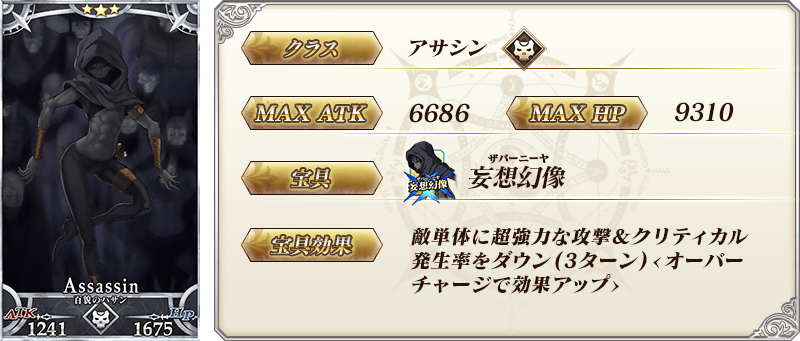 Assassin
百貌のハサン
ATK
HP
1241
1675
クラス
アサシン
MAX ATK
6686
MAX HP
9310
宝具
妄想幻像
ザバーニーヤ
妄想幻像
宝具効果
敵単体に超強力な攻撃&クリティカル
発生率をダウン(3ターン)<オーバー
チャージで効果アップ>